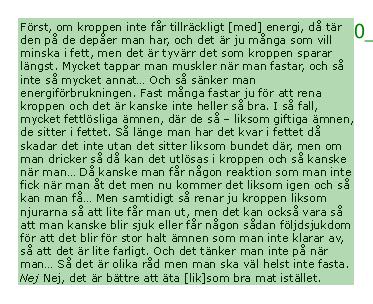 Först, om kroppen inte får tillräckligt [med] energi, då tär
den på de depåer man har, och det är ju många som vill
minska i fett, men det är tyvärr det som kroppen sparar
längst. Mycket tappar man muskler när man fastar, och så
inte så mycket annat... Och så sänker man
energiförbrukningen. Fast många fastar ju för att rena
kroppen och det är kanske inte heller så bra. I så fall,
mycket fettlösliga ämnen, där de så – liksom giftiga ämnen,
de sitter i fettet. Så länge man har det kvar i fettet då
skadar det inte utan det sitter liksom bundet där, men om
man dricker så då kan det utlösas i kroppen och så kanske
när man... Då kanske man får någon reaktion som man inte
fick när man åt det men nu kommer det liksom igen och så
kan man få... Men samtidigt så renar ju kroppen liksom
njurarna så att lite får man ut, men det kan också vara så
att man kanske blir sjuk eller får någon sådan följdsjukdom
för att det blir för stor halt ämnen som man inte klarar av,
så att det är lite farligt. Och det tänker man inte på när
man... Så det är olika råd men man ska väl helst inte fasta.
Nej Nej, det är bättre att äta [lik]som bra mat istället.
0_